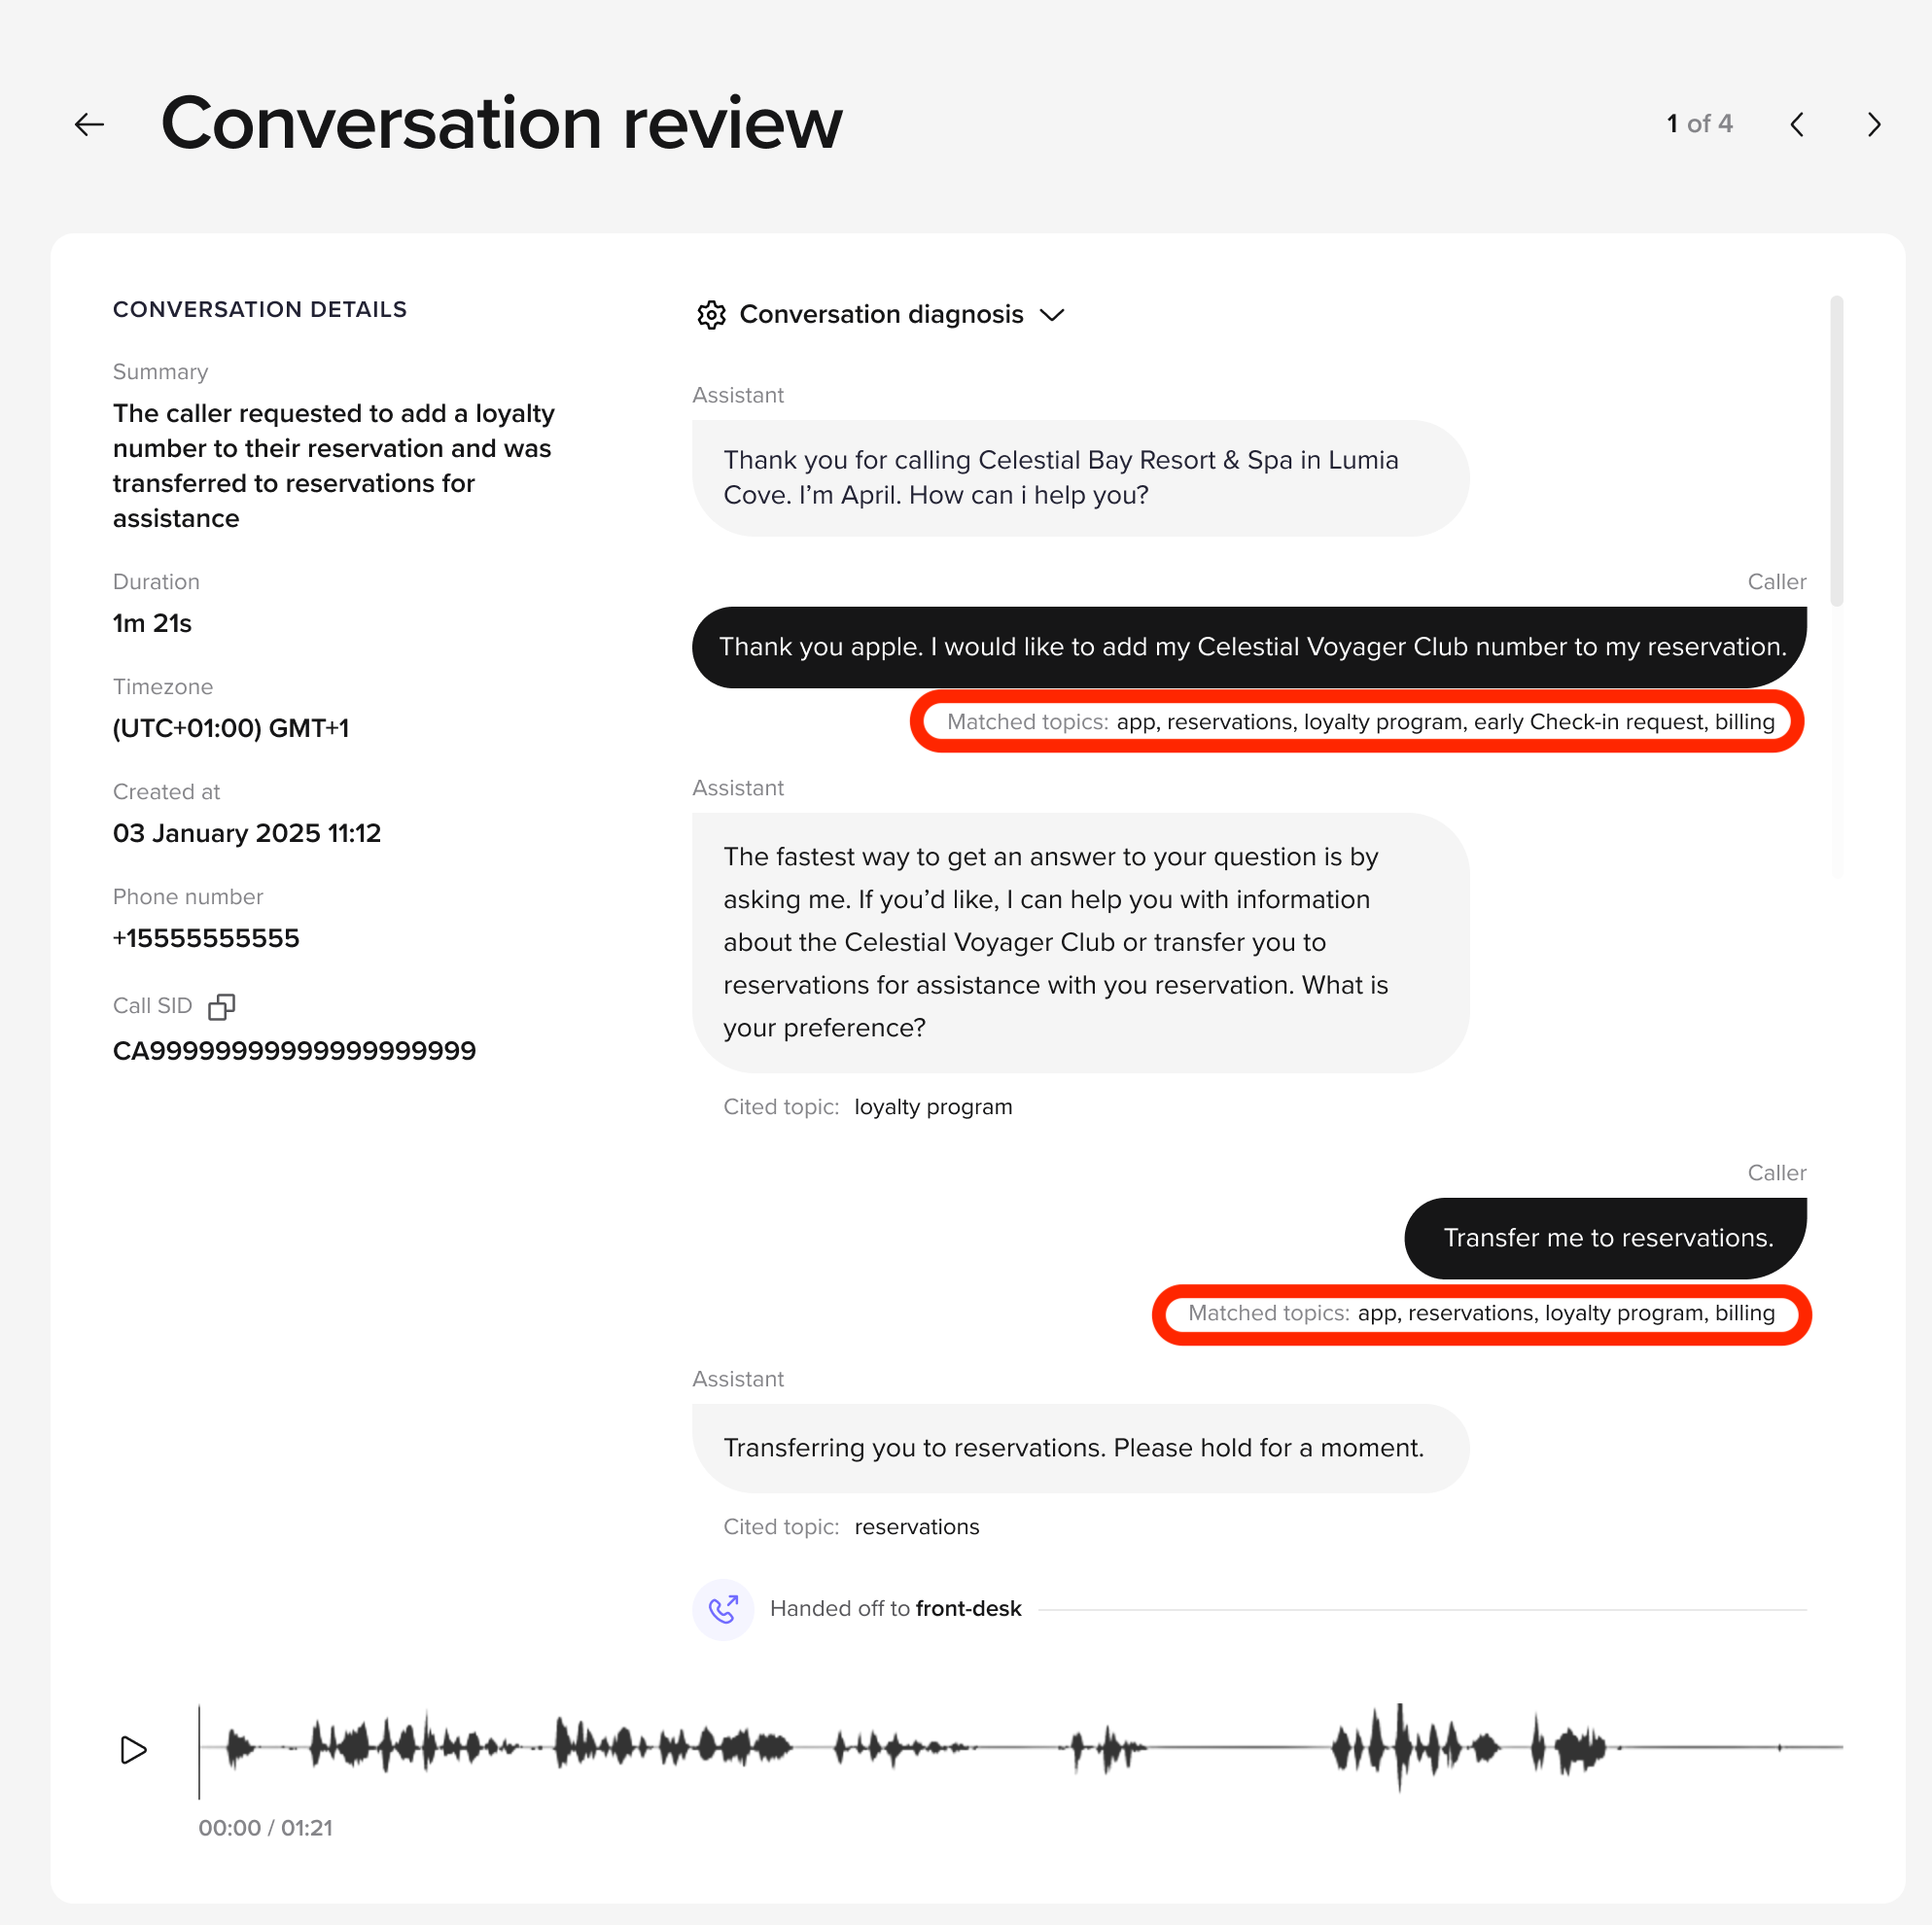 Conversation review
1 of 4
CONVERSATION DETAILS
Summary
The caller requested to add a loyalty
number to their reservation and was
transferred to reservations for
assistance
Duration
1m 21s
Timezone
(UTC+01:00) GMT+1
Created at
03 January 2025 11:12
Phone number
+15555555555
Call SID
CA99999999999999999999
Conversation diagnosis
Assistant
Thank you for calling Celestial Bay Resort & Spa in Lumia
Cove. I’m April. How can i help you?
Caller
Thank you apple. I would like to add my Celestial Voyager Club number to my reservation.
Matched topics: app, reservations, loyalty program, early Check-in request, billing
Assistant
The fastest way to get an answer to your question is by
asking me. If you’d like, I can help you with information
about the Celestial Voyager Club or transfer you to
reservations for assistance with you reservation. What is
your preference?
Cited topic: loyalty program
Caller
Transfer me to reservations.
Matched topics: app, reservations, loyalty program, billing
Assistant
Transferring you to reservations. Please hold for a moment.
Cited topic: reservations
Handed off to front-desk
00:00 / 01:21